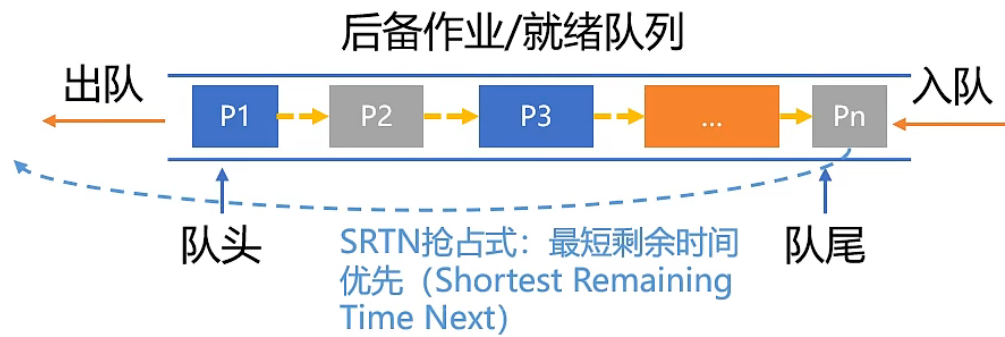 后备作业/就绪队列
出队
入队
P1
P2
P3
...
Pn
队头
队尾
SRTN抢占式：最短剩余时间
优先（Shortest Remaining
Time Next）